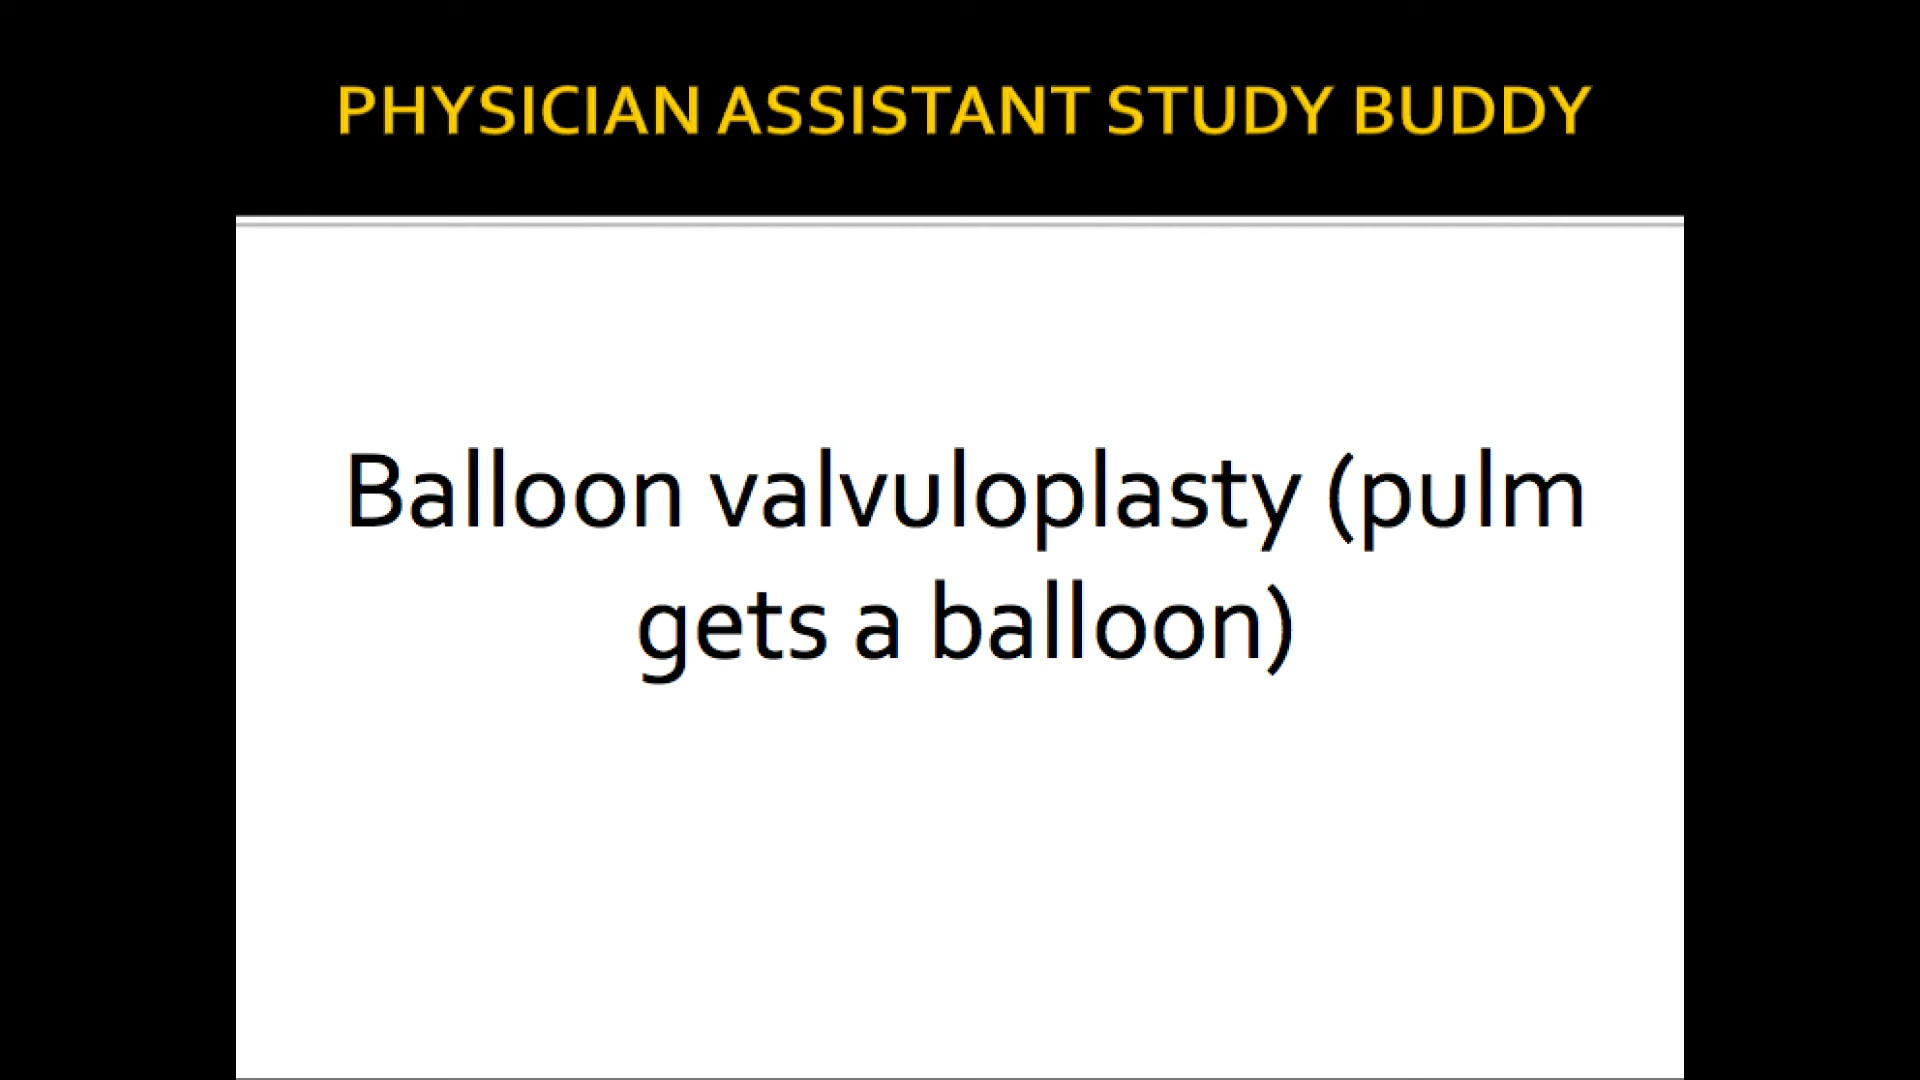 PHYSICIAN ASSISTANT STUDY BUDDY
Balloon valvuloplasty (pulm
gets a balloon)